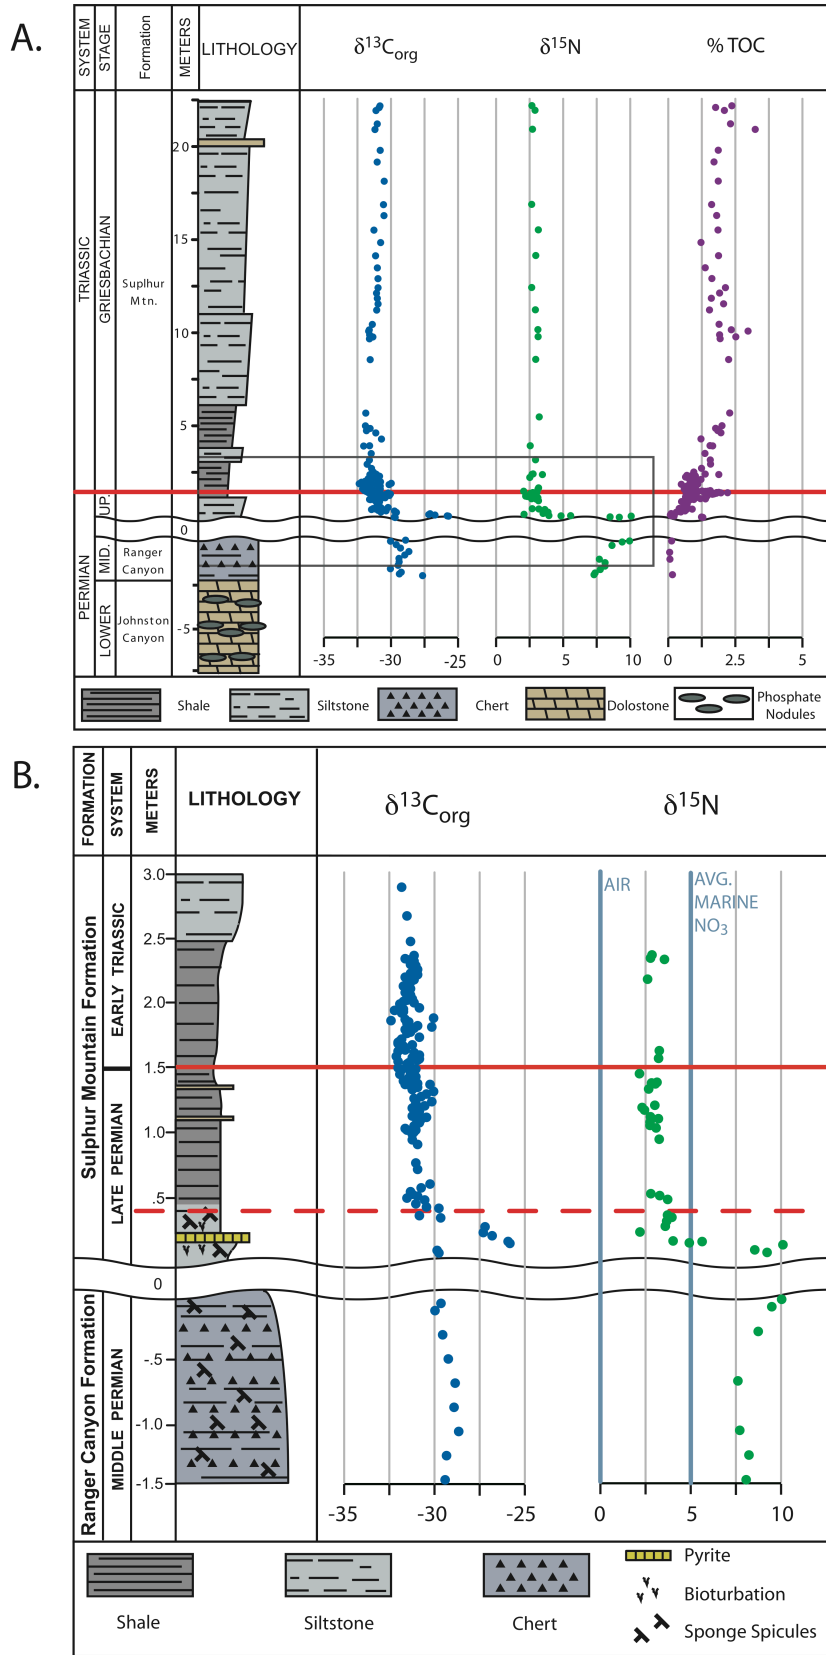 A.
SYSTEM
STAGE
Formation
METERS
LITHOLOGY
δ13Corg
δ15N
% TOC
TRIASSIC
GRIESBACHIAN
Suplhur
Mtn.
20
15
10
5
0
-5
PERMIAN
UP.
MID.
LOWER
Ranger
Canyon
Johnston
Canyon
-35 -30 -25
0 5 10
0 2.5 5
Shale
Siltstone
Chert
Dolostone
Phosphate
Nodules
B.
FORMATION
SYSTEM
METERS
LITHOLOGY
δ13Corg
δ15N
AIR
AVG.
MARINE
NO3
Sulphur Mountain Formation
EARLY TRIASSIC
LATE PERMIAN
Ranger Canyon Formation
MIDDLE PERMIAN
3.0
2.5
2.0
1.5
1.0
.5
0
-.5
-1.0
-1.5
-35 -30 -25
0 5 10
Shale
Siltstone
Chert
Pyrite
Bioturbation
Sponge Spicules